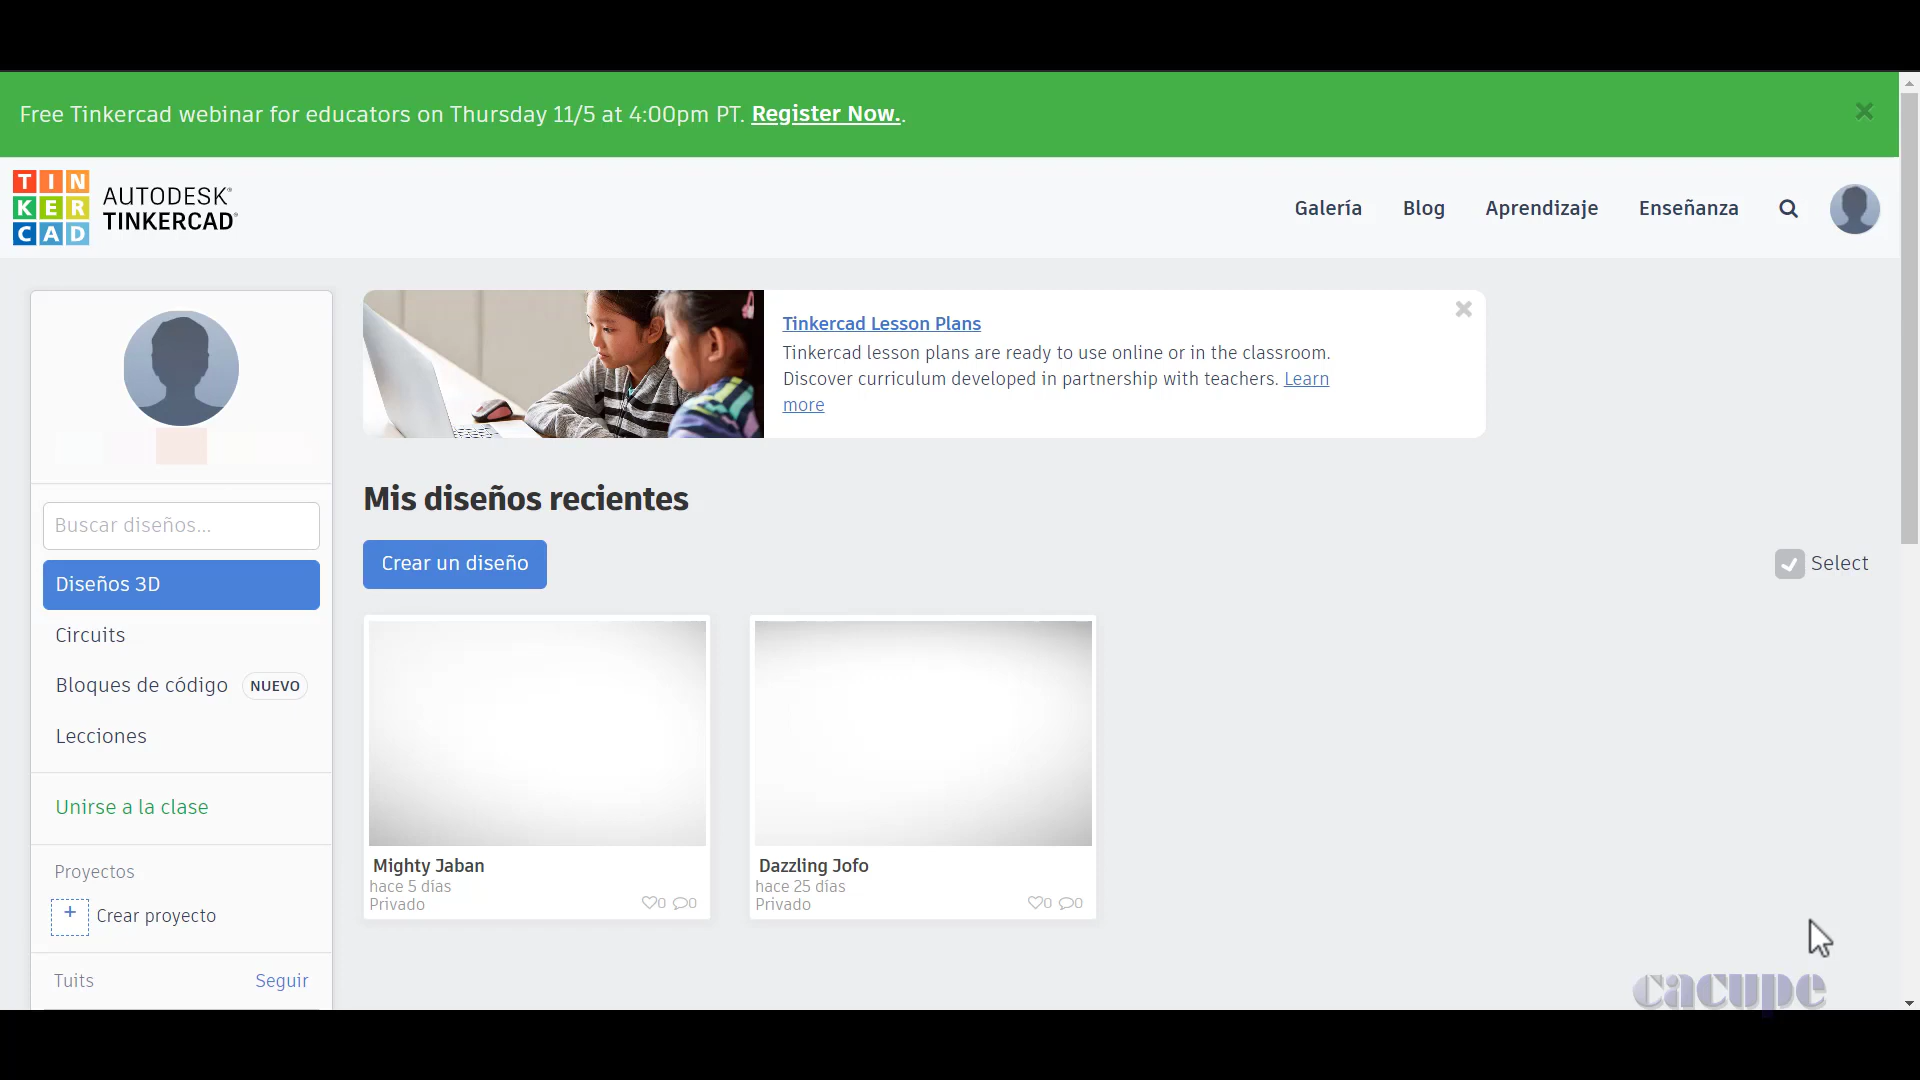 Free Tinkercad webinar for educators on Thursday 11/5 at 4:00pm PT. Register Now..
TIN
KER
CAD
AUTODESK®
TINKERCAD®
Galería
Blog
Aprendizaje
Enseñanza
Tinkercad Lesson Plans
Tinkercad lesson plans are ready to use online or in the classroom.
Discover curriculum developed in partnership with teachers. Learn
more
Buscar diseños...
Diseños 3D
Circuits
Bloques de código NUEVO
Lecciones
Unirse a la clase
Proyectos
+ Crear proyecto
Tuits Seguir
Mis diseños recientes
Crear un diseño
Select
Mighty Jaban
hace 5 días
Privado 0 0
Dazzling Jofo
hace 25 días
Privado 0 0
cacupe